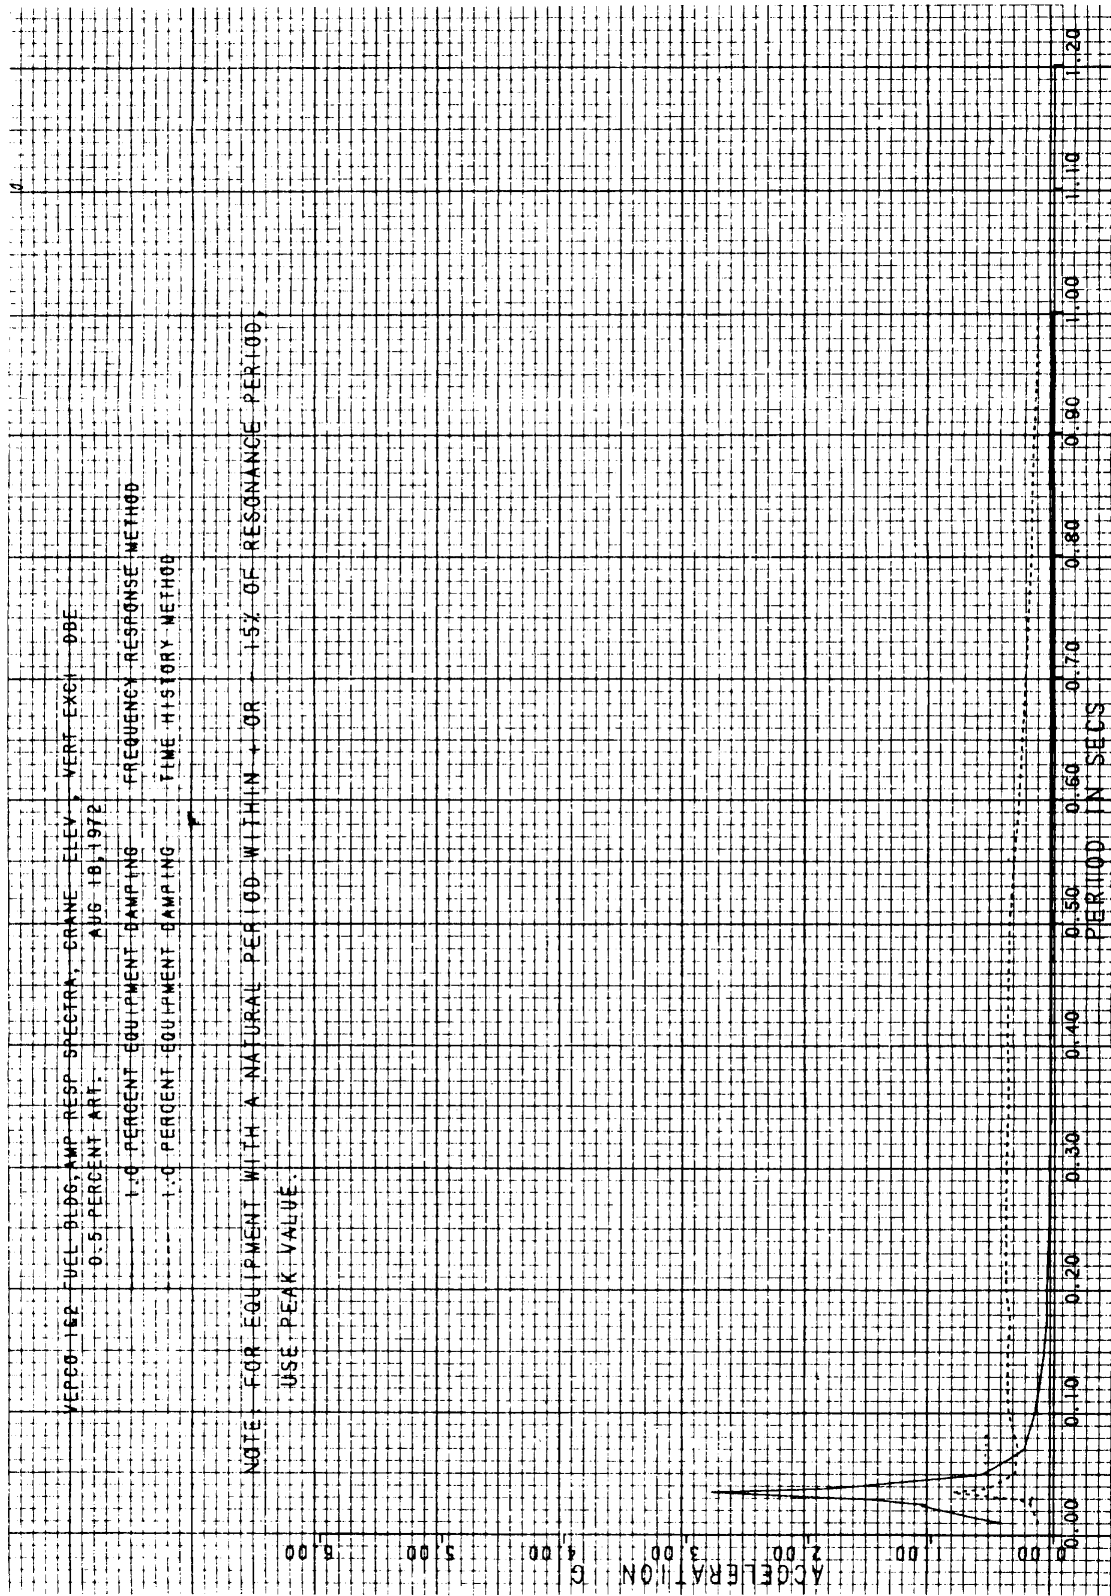 VEPCO 1&2 FUEL BLDG, AMP RESP SPECTRA, CRANE ELEV, VERT EXCI DBE
0.5 PERCENT ART. AUG 18, 1972
1.0 PERCENT EQUIPMENT DAMPING FREQUENCY RESPONSE METHOD
1.0 PERCENT EQUIPMENT DAMPING TIME HISTORY METHOD
NOTE: FOR EQUIPMENT WITH A NATURAL PERIOD WITHIN + OR - 15% OF RESONANCE PERIOD,
USE PEAK VALUE.
6.00
5.00
4.00
3.00
2.00
1.00
0.00
ACCELERATION G
0.00 0.10 0.20 0.30 0.40 0.50 0.60 0.70 0.80 0.90 1.00 1.10 1.20
PERIOD IN SECS